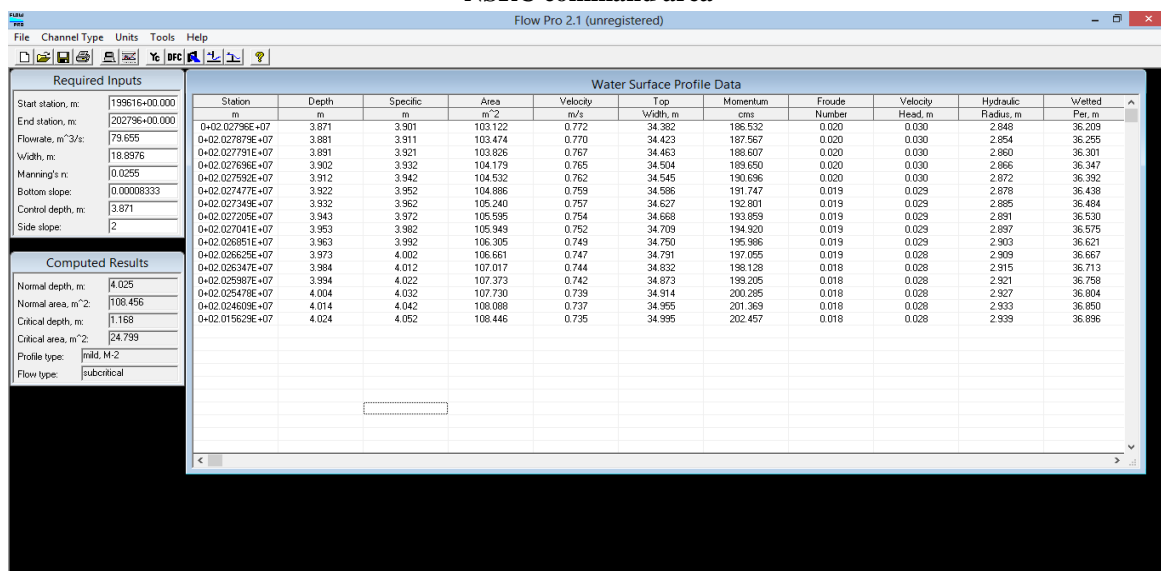 NSRC command area
FLOW PRO
Flow Pro 2.1 (unregistered)
File Channel Type Units Tools Help
Yc DFC
Required Inputs
Start station, m: 199616+00.000
End station, m: 202796+00.000
Flowrate, m^3/s: 79.655
Width, m: 18.8976
Manning's n: 0.0255
Bottom slope: 0.00008333
Control depth, m: 3.871
Side slope: 2
Computed Results
Normal depth, m: 4.025
Normal area, m^2: 108.456
Critical depth, m: 1.168
Critical area, m^2: 24.799
Profile type: mild, M-2
Flow type: subcritical
Water Surface Profile Data
Station Depth Specific Area Velocity Top Momentum Froude Velocity Hydraulic Wetted
m m m m^2 m/s Width, m cms Number Head, m Radius, m Per, m
0+02.02796E+07 3.871 3.901 103.122 0.772 34.382 186.532 0.020 0.030 2.848 36.209
0+02.027879E+07 3.881 3.911 103.474 0.770 34.423 187.567 0.020 0.030 2.854 36.255
0+02.027791E+07 3.891 3.921 103.826 0.767 34.463 188.607 0.020 0.030 2.860 36.301
0+02.027696E+07 3.902 3.932 104.179 0.765 34.504 189.650 0.020 0.030 2.866 36.347
0+02.027592E+07 3.912 3.942 104.532 0.762 34.545 190.696 0.020 0.030 2.872 36.392
0+02.027477E+07 3.922 3.952 104.886 0.759 34.586 191.747 0.019 0.029 2.878 36.438
0+02.027349E+07 3.932 3.962 105.240 0.757 34.627 192.801 0.019 0.029 2.885 36.484
0+02.027205E+07 3.943 3.972 105.595 0.754 34.668 193.859 0.019 0.029 2.891 36.530
0+02.027041E+07 3.953 3.982 105.949 0.752 34.709 194.920 0.019 0.029 2.897 36.575
0+02.026851E+07 3.963 3.992 106.305 0.749 34.750 195.986 0.019 0.029 2.903 36.621
0+02.026625E+07 3.973 4.002 106.661 0.747 34.791 197.055 0.019 0.028 2.909 36.667
0+02.026347E+07 3.984 4.012 107.017 0.744 34.832 198.128 0.018 0.028 2.915 36.713
0+02.025987E+07 3.994 4.022 107.373 0.742 34.873 199.205 0.018 0.028 2.921 36.758
0+02.025478E+07 4.004 4.032 107.730 0.739 34.914 200.285 0.018 0.028 2.927 36.804
0+02.024609E+07 4.014 4.042 108.088 0.737 34.955 201.369 0.018 0.028 2.933 36.850
0+02.015629E+07 4.024 4.052 108.446 0.735 34.995 202.457 0.018 0.028 2.939 36.896